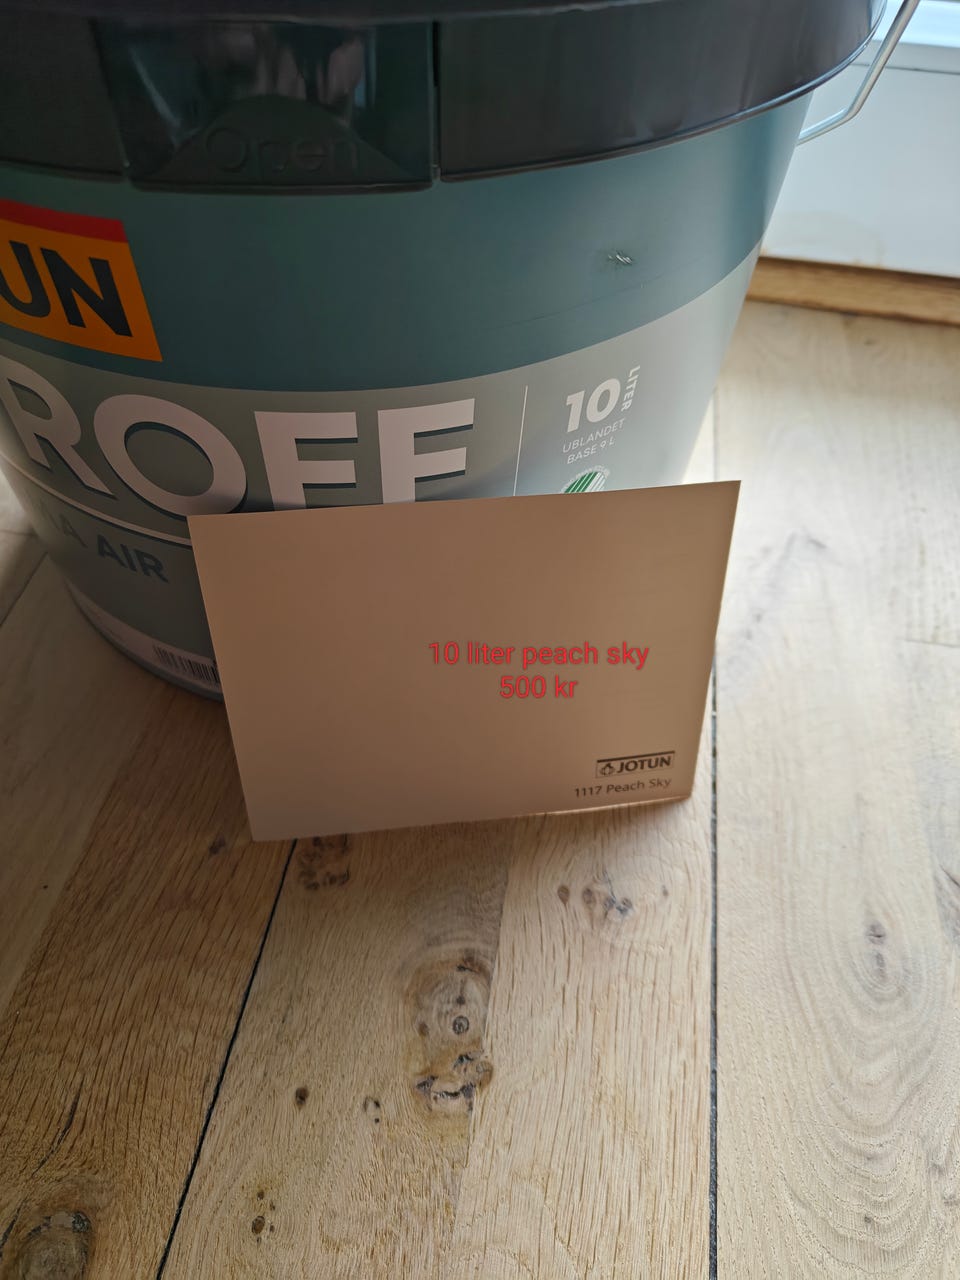 Open
UN
ROFF
A AIR
10 LITER
UBLANDET
BASE 9 L
10 liter peach sky
500 kr
JOTUN
1117 Peach Sky